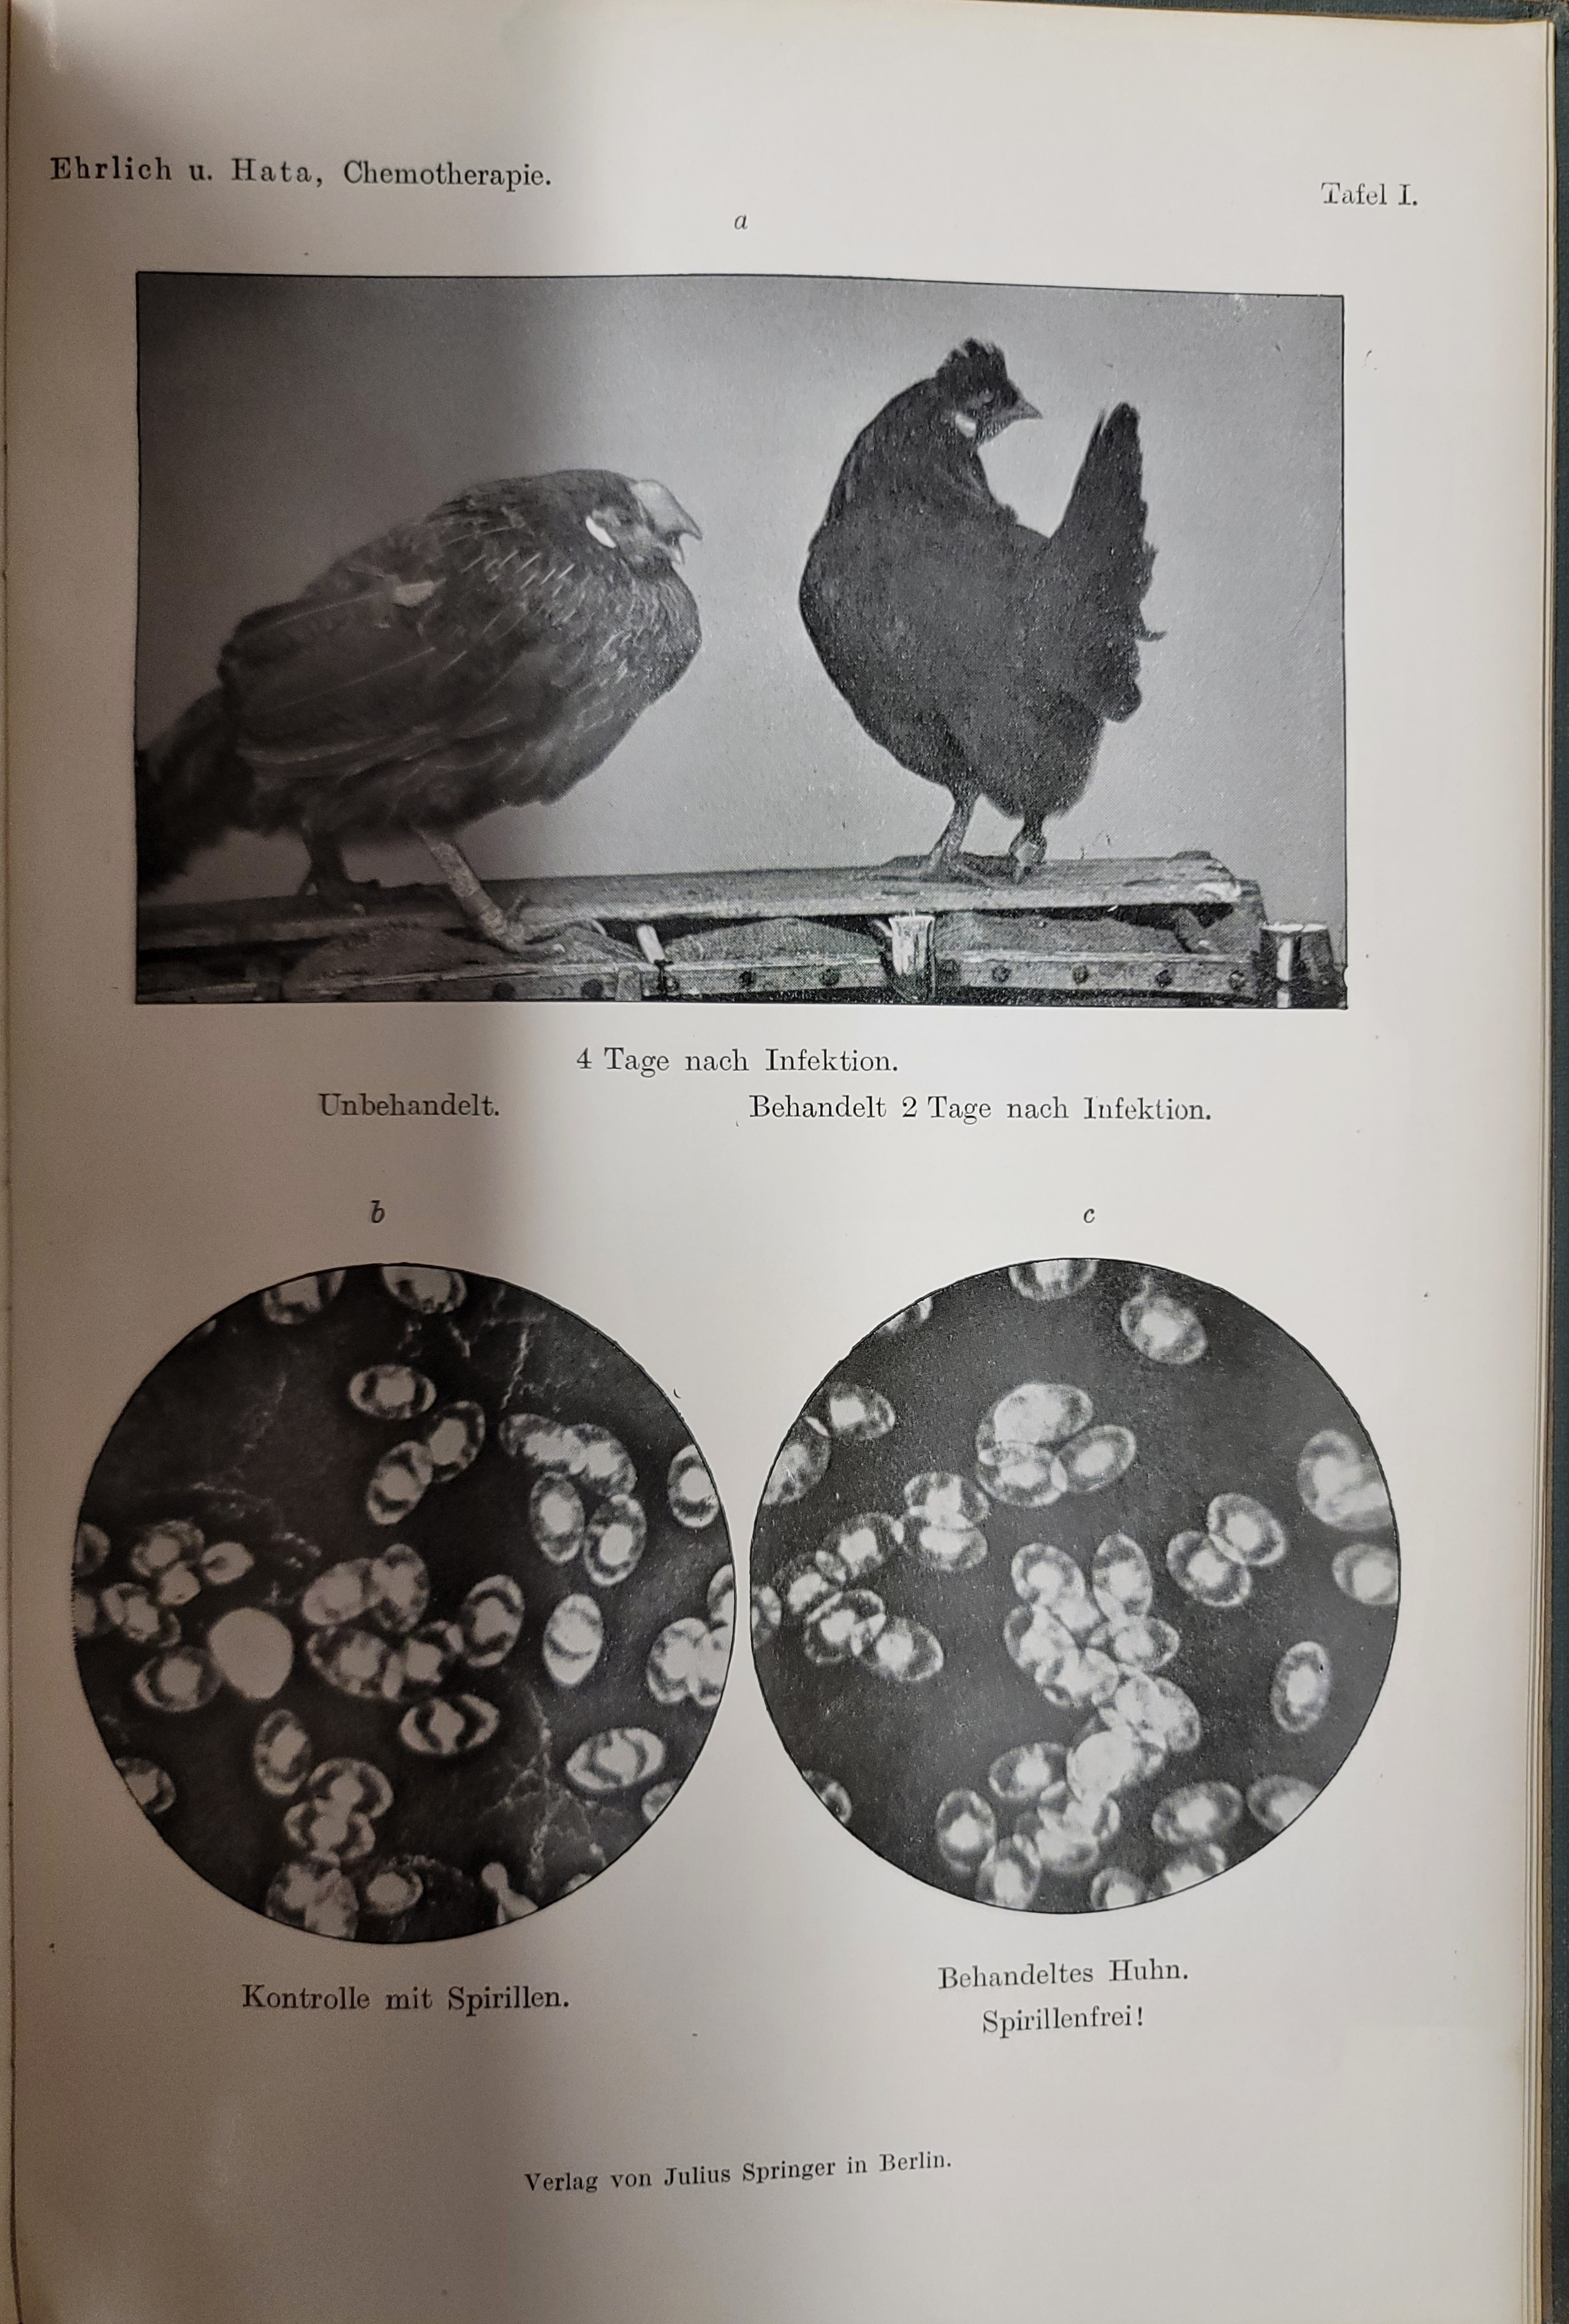 Ehrlich u. Hata, Chemotherapie.
Tafel I.
a
4 Tage nach Infektion.
Unbehandelt.
Behandelt 2 Tage nach Infektion.
b
c
Kontrolle mit Spirillen.
Behandeltes Huhn.
Spirillenfrei!
Verlag von Julius Springer in Berlin.